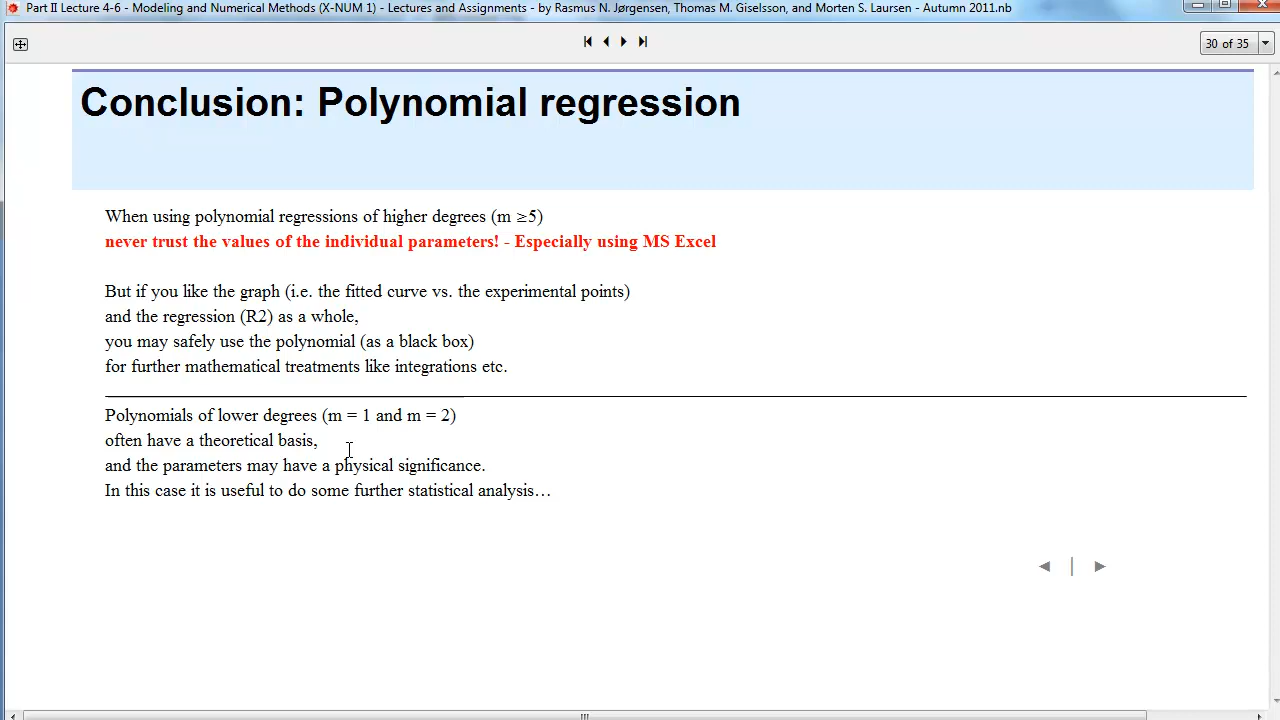 Part II Lecture 4-6 - Modeling and Numerical Methods (X-NUM 1) - Lectures and Assignments - by Rasmus N. Jørgensen, Thomas M. Giselsson, and Morten S. Laursen - Autumn 2011.nb
30 of 35
Conclusion: Polynomial regression
When using polynomial regressions of higher degrees (m ≥5)
never trust the values of the individual parameters! - Especially using MS Excel
But if you like the graph (i.e. the fitted curve vs. the experimental points)
and the regression (R2) as a whole,
you may safely use the polynomial (as a black box)
for further mathematical treatments like integrations etc.
Polynomials of lower degrees (m = 1 and m = 2)
often have a theoretical basis,
and the parameters may have a physical significance.
In this case it is useful to do some further statistical analysis…